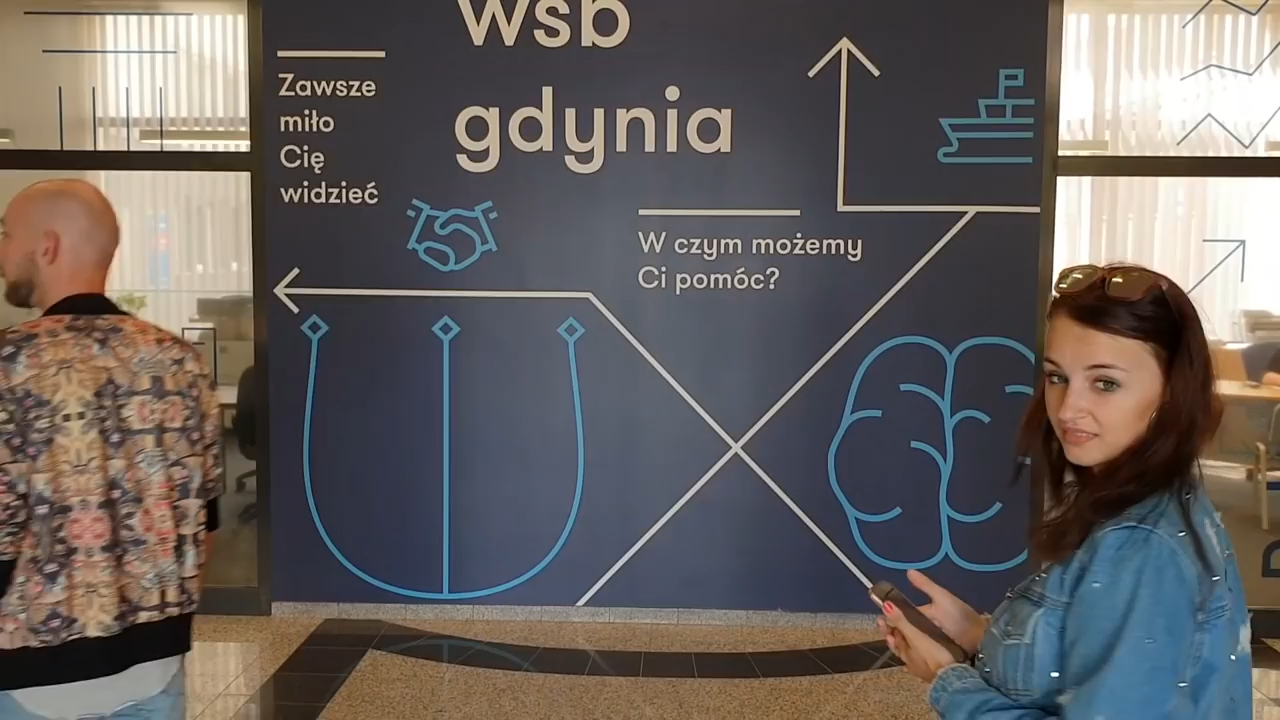 wsb
gdynia
Zawsze
miło
Cię
widzieć
W czym możemy
Ci pomóc?